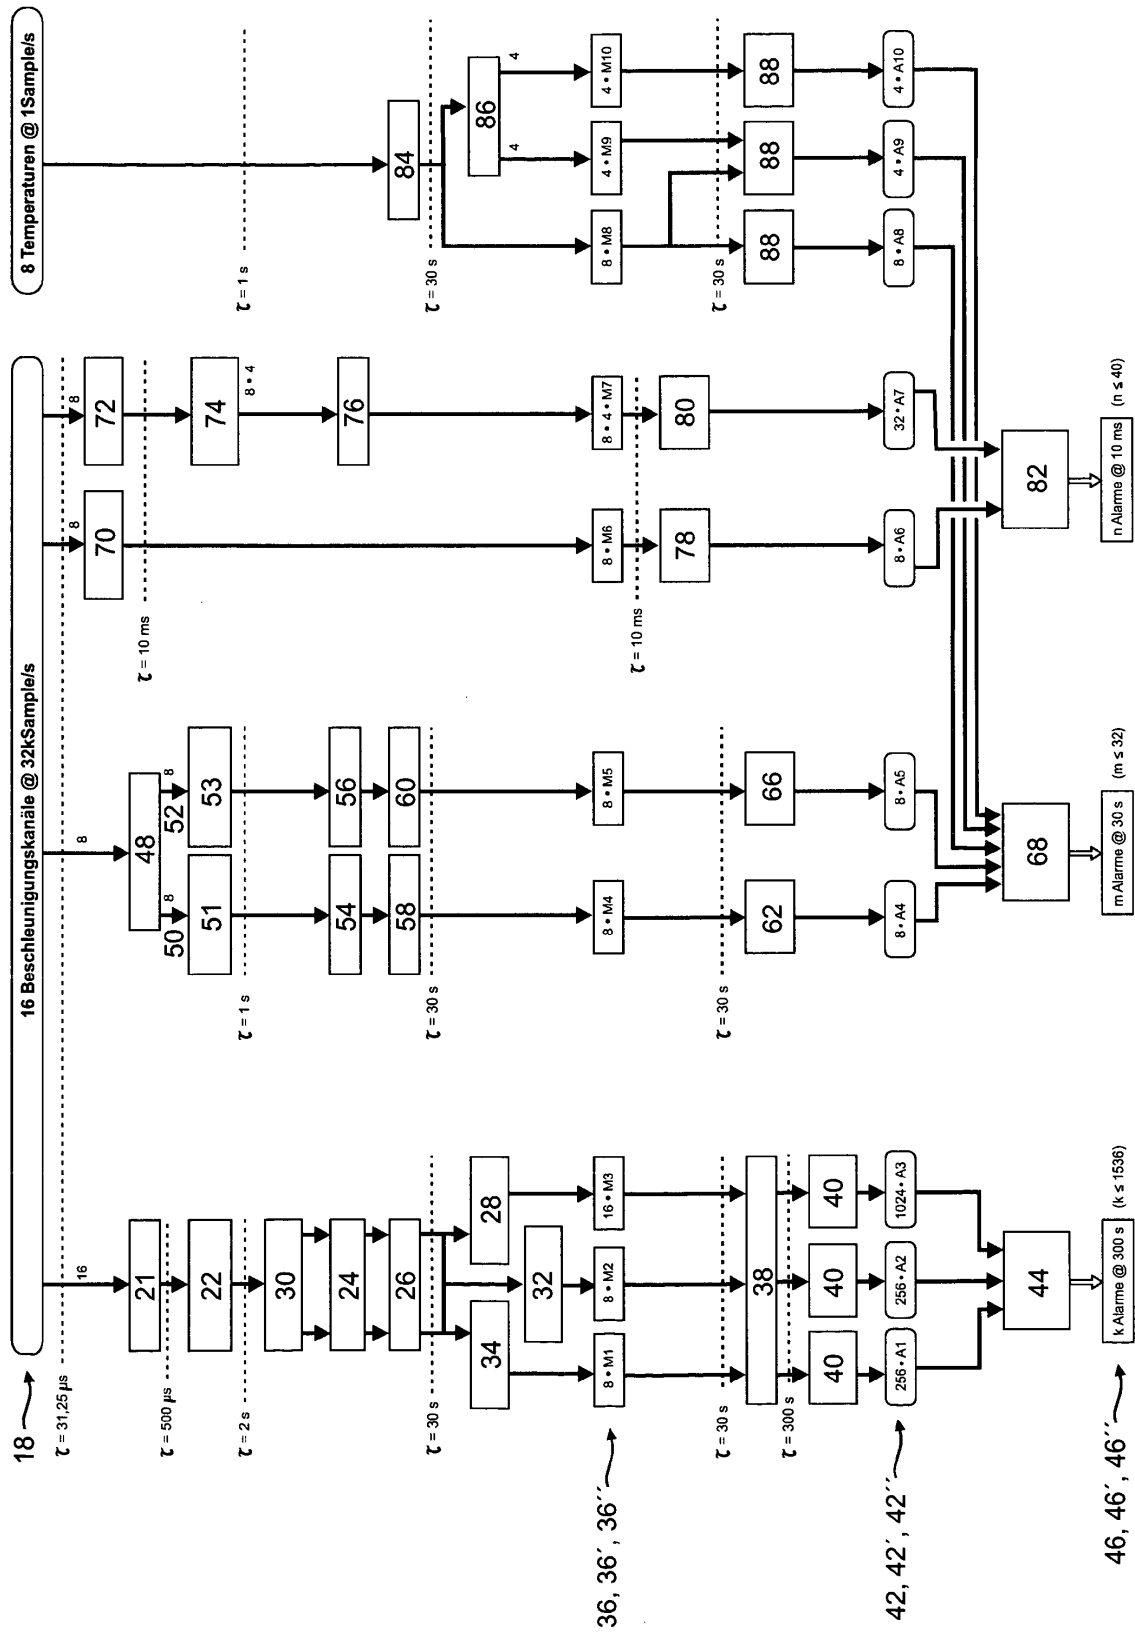 16 Beschleunigungskanäle @ 32kSample/s
8 Temperaturen @ 1Sample/s
18
τ = 31,25 µs
16
8
8
8
21
48
70
72
τ = 500 µs
τ = 10 ms
50
8
52
8
22
51
53
74
8 • 4
τ = 2 s
τ = 1 s
τ = 1 s
30
24
54
56
76
26
58
60
84
τ = 30 s
τ = 30 s
τ = 30 s
34
28
86
32
4
4
36, 36´, 36´´
8 • M1
8 • M2
16 • M3
8 • M4
8 • M5
8 • M6
8 • 4 • M7
8 • M8
4 • M9
4 • M10
τ = 10 ms
78
80
τ = 30 s
τ = 30 s
τ = 30 s
38
62
66
88
88
88
τ = 300 s
40
40
40
42, 42´, 42´´
256 • A1
256 • A2
1024 • A3
8 • A4
8 • A5
8 • A6
32 • A7
8 • A8
4 • A9
4 • A10
44
68
82
46, 46´, 46´´
k Alarme @ 300 s
(k ≤ 1536)
m Alarme @ 30 s
(m ≤ 32)
n Alarme @ 10 ms
(n ≤ 40)